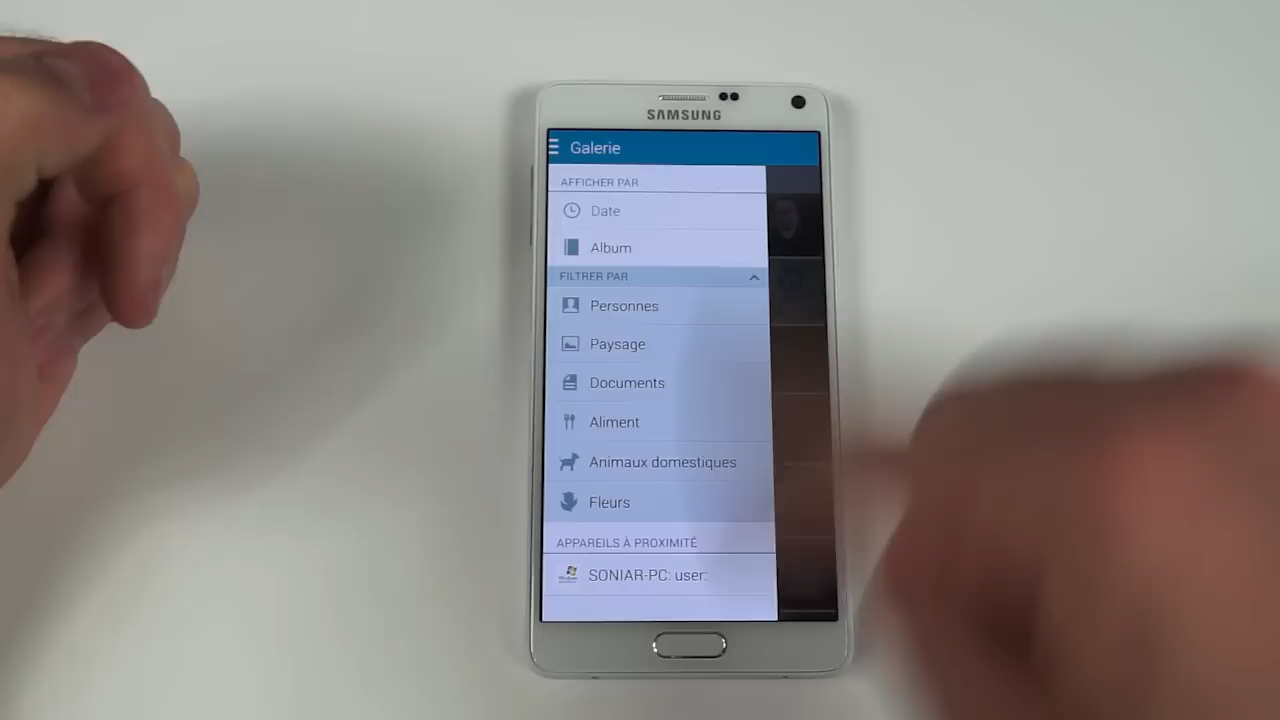 SAMSUNG
Galerie
AFFICHER PAR
Date
Album
FILTRER PAR
Personnes
Paysage
Documents
Aliment
Animaux domestiques
Fleurs
APPAREILS À PROXIMITÉ
SONIAR-PC: user: